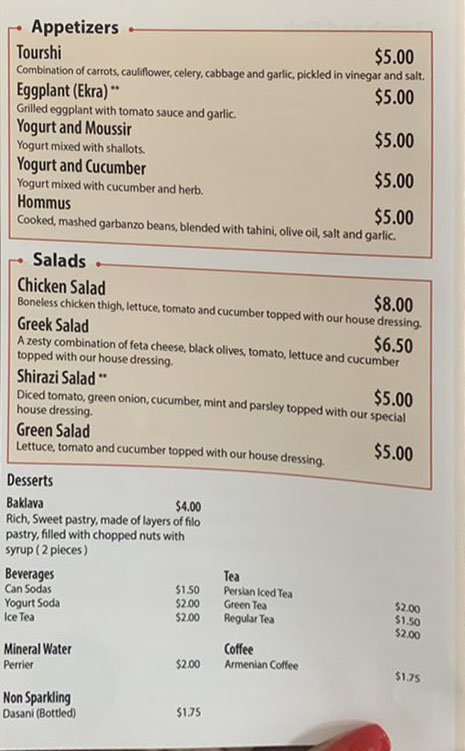 Appetizers
Tourshi $5.00
Combination of carrots, cauliflower, celery, cabbage and garlic, pickled in vinegar and salt.
Eggplant (Ekra) ** $5.00
Grilled eggplant with tomato sauce and garlic.
Yogurt and Moussir $5.00
Yogurt mixed with shallots.
Yogurt and Cucumber $5.00
Yogurt mixed with cucumber and herb.
Hommus $5.00
Cooked, mashed garbanzo beans, blended with tahini, olive oil, salt and garlic.
Salads
Chicken Salad $8.00
Boneless chicken thigh, lettuce, tomato and cucumber topped with our house dressing.
Greek Salad $6.50
A zesty combination of feta cheese, black olives, tomato, lettuce and cucumber
topped with our house dressing.
Shirazi Salad ** $5.00
Diced tomato, green onion, cucumber, mint and parsley topped with our special
house dressing.
Green Salad $5.00
Lettuce, tomato and cucumber topped with our house dressing.
Desserts
Baklava $4.00
Rich, Sweet pastry, made of layers of filo
pastry, filled with chopped nuts with
syrup ( 2 pieces )
Beverages
Can Sodas $1.50
Yogurt Soda $2.00
Ice Tea $2.00
Mineral Water
Perrier $2.00
Non Sparkling
Dasani (Bottled) $1.75
Tea
Persian Iced Tea $2.00
Green Tea $1.50
Regular Tea $2.00
Coffee
Armenian Coffee $1.75